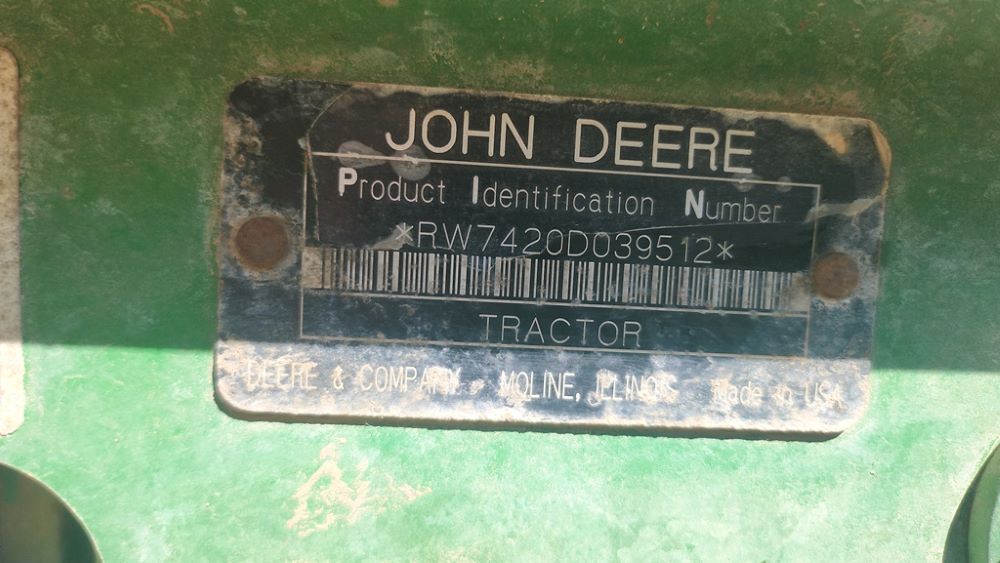 JOHN DEERE
Product Identification Number
*RW7420D039512*
TRACTOR
DEERE & COMPANY MOLINE, ILLINOIS Made in USA